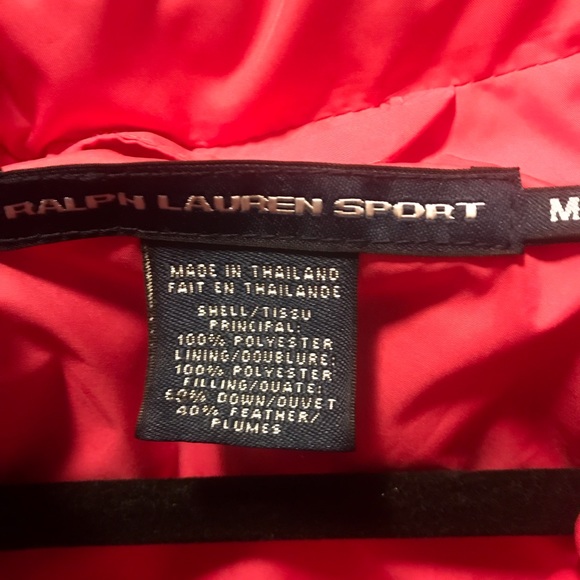 RALPH LAUREN SPORT
M
MADE IN THAILAND
FAIT EN THAILANDE
SHELL/TISSU
PRINCIPAL:
100% POLYESTER
LINING/DOUBLURE:
100% POLYESTER
FILLING/OUATE:
60% DOWN/DUVET
40% FEATHER/
PLUMES